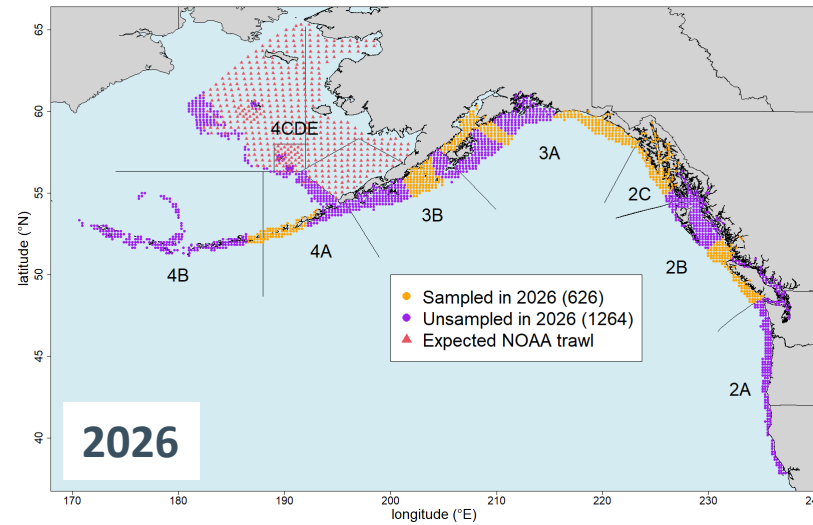 65
60
55
50
45
40
latitude (°N)
4CDE
3A
2C
3B
4A
4B
2B
2A
Sampled in 2026 (626)
Unsampled in 2026 (1264)
Expected NOAA trawl
2026
170
180
190
200
210
220
230
longitude (°E)